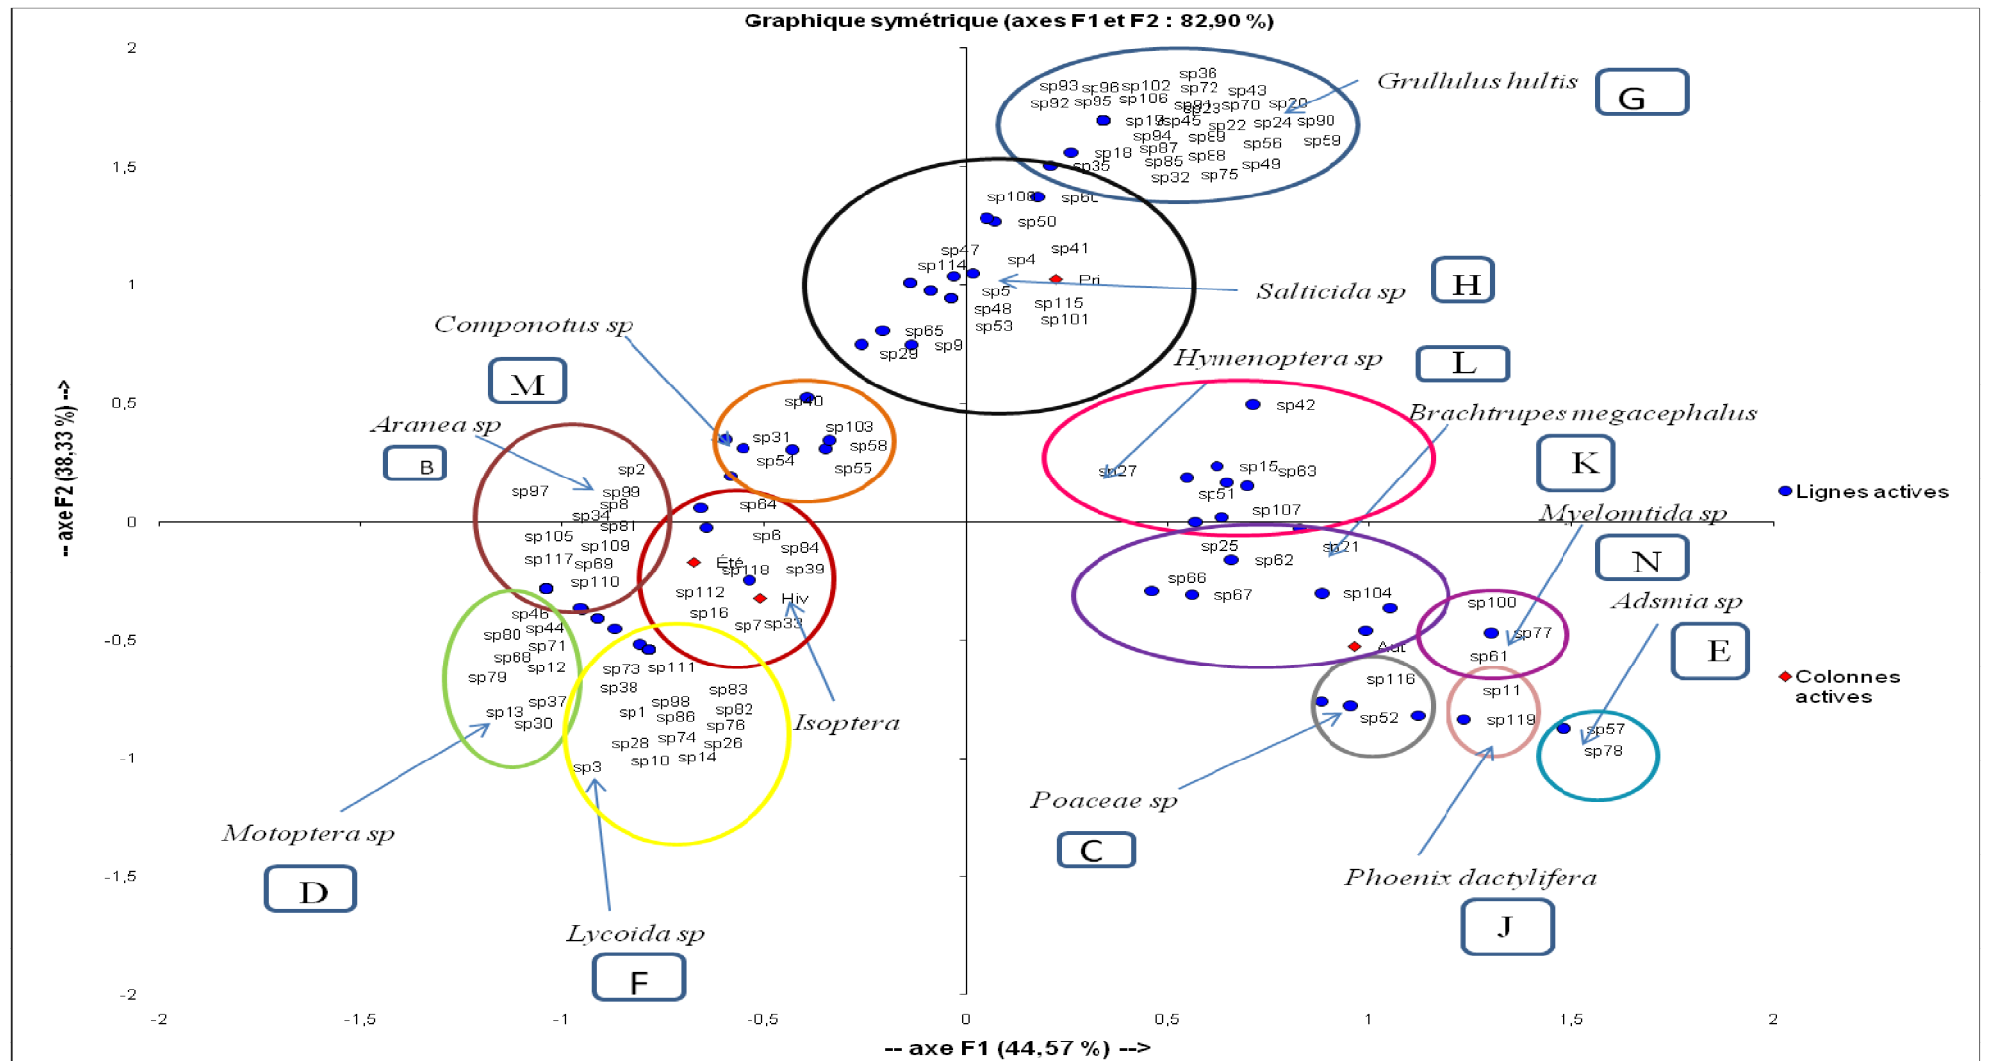 Graphique symétrique (axes F1 et F2 : 82,90 %)
2
sp36
sp93 sp96 sp102 sp72 sp43
Grullulus hultis
G
sp92 sp95 sp106 sp23 sp70 sp20
sp19 sp45 sp22 sp24 sp90
sp94 sp89 sp56 sp59
sp18 sp87 sp88
1,5
sp35 sp85 sp49
sp32 sp75
sp108 sp60
sp50
sp47 sp41
sp114 sp4
1
Pri
Salticida sp
H
sp5
sp48 sp115
sp53 sp101
Componotus sp
sp65
sp29 sp9
Hymenoptera sp
L
M
0,5
sp40
sp42
Brachtrupes megacephalus
Aranea sp
sp31 sp103
sp58
B
sp54 sp55
K
sp2
sp27 sp15 sp63
sp97 sp99
sp51
Lignes actives
sp8 sp64
sp34
sp107
Myelomtida sp
0
sp81
sp105 sp6
sp109 sp84
sp25 sp21
sp117 sp69
sp62
N
Été
sp118 sp39
sp110
sp66
sp112 Hiv
sp67 sp104
sp100
Adsmia sp
sp46 sp16
sp44 sp7 sp33
sp80
sp77
-0,5
sp71
Aut
E
sp68 sp12
sp61
sp79
sp73 sp111
sp116
Colonnes
actives
sp38 sp83
sp11
sp37 sp98
sp13 sp1 sp86 sp82
sp52 sp119
sp30 sp76
Isoptera
sp57
sp28 sp74 sp26
sp78
-1
sp10 sp14
sp3
Poaceae sp
Motoptera sp
C
Phoenix dactylifera
-1,5
D
J
Lycoida sp
F
-2
-2 -1,5 -1 -0,5 0 0,5 1 1,5 2
-- axe F1 (44,57 %) -->
-- axe F2 (38,33 %) -->